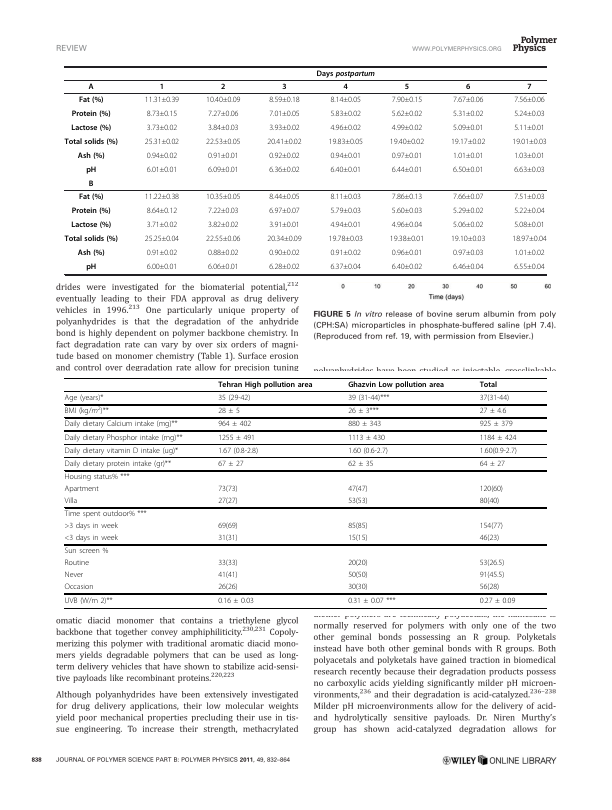 REVIEW
WWW.POLYMERPHYSICS.ORG
Polymer
Physics
Days postpartum
A 1 2 3 4 5 6 7
Fat (%) 11.31±0.39 10.40±0.09 8.59±0.18 8.14±0.05 7.90±0.15 7.67±0.06 7.56±0.06
Protein (%) 8.73±0.15 7.27±0.06 7.01±0.05 5.83±0.02 5.62±0.02 5.31±0.02 5.24±0.03
Lactose (%) 3.73±0.02 3.84±0.03 3.93±0.02 4.96±0.02 4.99±0.02 5.09±0.01 5.11±0.01
Total solids (%) 25.31±0.02 22.53±0.05 20.41±0.02 19.83±0.05 19.40±0.02 19.17±0.02 19.01±0.03
Ash (%) 0.94±0.02 0.91±0.01 0.92±0.02 0.94±0.01 0.97±0.01 1.01±0.01 1.03±0.01
pH 6.01±0.01 6.09±0.01 6.36±0.02 6.40±0.01 6.44±0.01 6.50±0.01 6.63±0.03
B
Fat (%) 11.22±0.38 10.35±0.05 8.44±0.05 8.11±0.03 7.86±0.13 7.66±0.07 7.51±0.03
Protein (%) 8.64±0.12 7.22±0.03 6.97±0.07 5.79±0.03 5.60±0.03 5.29±0.02 5.22±0.04
Lactose (%) 3.71±0.02 3.82±0.02 3.91±0.01 4.94±0.01 4.96±0.04 5.06±0.02 5.08±0.01
Total solids (%) 25.25±0.04 22.55±0.06 20.34±0.09 19.78±0.03 19.38±0.01 19.10±0.03 18.97±0.04
Ash (%) 0.91±0.02 0.88±0.02 0.90±0.02 0.91±0.02 0.96±0.01 0.97±0.03 1.01±0.02
pH 6.00±0.01 6.06±0.01 6.28±0.02 6.37±0.04 6.40±0.02 6.46±0.04 6.55±0.04
drides were investigated for the biomaterial potential,212
eventually leading to their FDA approval as drug delivery
vehicles in 1996.213 One particularly unique property of
polyanhydrides is that the degradation of the anhydride
bond is highly dependent on polymer backbone chemistry. In
fact degradation rate can vary by over six orders of magni-
tude based on monomer chemistry (Table 1). Surface erosion
and control over degradation rate allow for precision tuning
0 10 20 30 40 50 60
Time (days)
FIGURE 5 In vitro release of bovine serum albumin from poly
(CPH:SA) microparticles in phosphate-buffered saline (pH 7.4).
(Reproduced from ref. 19, with permission from Elsevier.)
polyanhydrides have been studied as injectable, crosslinkable
Tehran High pollution area Ghazvin Low pollution area Total
Age (years)* 35 (29-42) 39 (31-44)*** 37(31-44)
BMI (kg/m2)** 28 ± 5 26 ± 3*** 27 ± 4.6
Daily dietary Calcium intake (mg)** 964 ± 402 880 ± 343 925 ± 379
Daily dietary Phosphor intake (mg)** 1255 ± 491 1113 ± 430 1184 ± 424
Daily dietary vitamin D intake (ug)* 1.67 (0.8-2.8) 1.60 (0.6-2.7) 1.60(0.9-2.7)
Daily dietary protein intake (gr)** 67 ± 27 62 ± 35 64 ± 27
Housing status% ***
Apartment 73(73) 47(47) 120(60)
Villa 27(27) 53(53) 80(40)
Time spent outdoor% ***
>3 days in week 69(69) 85(85) 154(77)
<3 days in week 31(31) 15(15) 46(23)
Sun screen %
Routine 33(33) 20(20) 53(26.5)
Never 41(41) 50(50) 91(45.5)
Occasion 26(26) 30(30) 56(28)
UVB (W/m 2)** 0.16 ± 0.03 0.31 ± 0.07 *** 0.27 ± 0.09
omatic diacid monomer that contains a triethylene glycol
backbone that together convey amphiphiliticity.230,231 Copoly-
merizing this polymer with traditional aromatic diacid mono-
mers yields degradable polymers that can be used as long-
term delivery vehicles that have shown to stabilize acid-sensi-
tive payloads like recombinant proteins.220,223
Although polyanhydrides have been extensively investigated
for drug delivery applications, their low molecular weights
yield poor mechanical properties precluding their use in tis-
sue engineering. To increase their strength, methacrylated
normally reserved for polymers with only one of the two
other geminal bonds possessing an R group. Polyketals
instead have both other geminal bonds with R groups. Both
polyacetals and polyketals have gained traction in biomedical
research recently because their degradation products possess
no carboxylic acids yielding significantly milder pH microen-
vironments,236 and their degradation is acid-catalyzed.236–238
Milder pH microenvironments allow for the delivery of acid-
and hydrolytically sensitive payloads. Dr. Niren Murthy's
group has shown acid-catalyzed degradation allows for
838 JOURNAL OF POLYMER SCIENCE PART B: POLYMER PHYSICS 2011, 49, 832–864
WILEY ONLINE LIBRARY